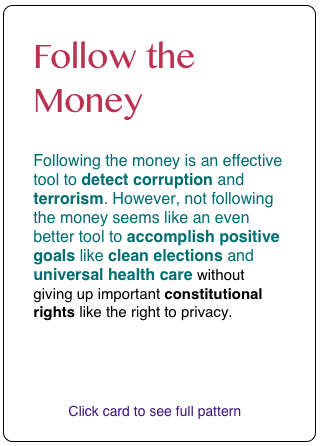 Follow the
Money
Following the money is an effective
tool to detect corruption and
terrorism. However, not following
the money seems like an even
better tool to accomplish positive
goals like clean elections and
universal health care without
giving up important constitutional
rights like the right to privacy.
Click card to see full pattern